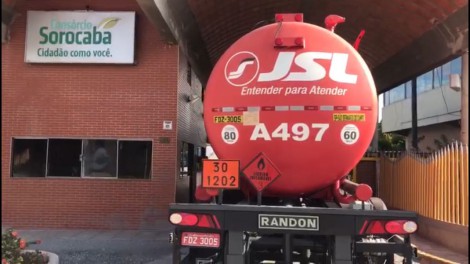 Consórcio
Sorocaba
Cidadão como você.
JSL
Entender para Atender
FDZ-3005
80
A497
60
30
1202
RANDON
FDZ 3005